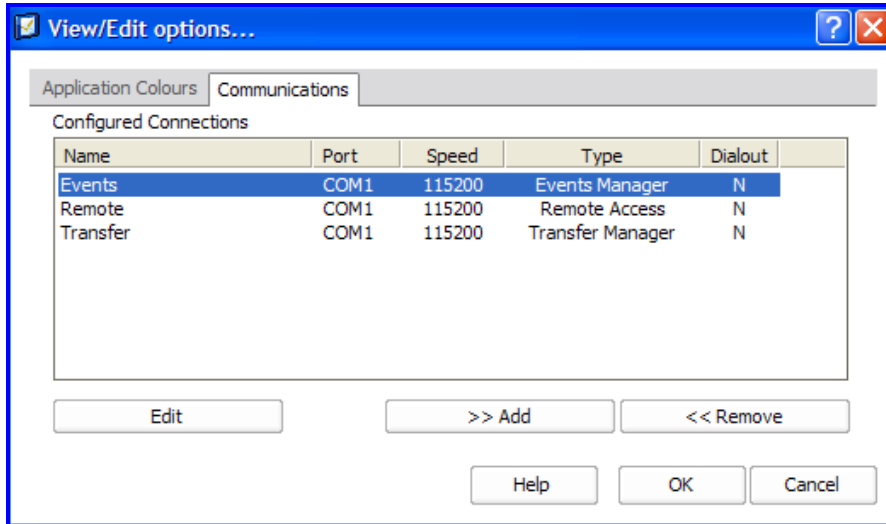 View/Edit options...
Application Colours Communications
Configured Connections
Name Port Speed Type Dialout
Events COM1 115200 Events Manager N
Remote COM1 115200 Remote Access N
Transfer COM1 115200 Transfer Manager N
Edit >> Add << Remove
Help OK Cancel